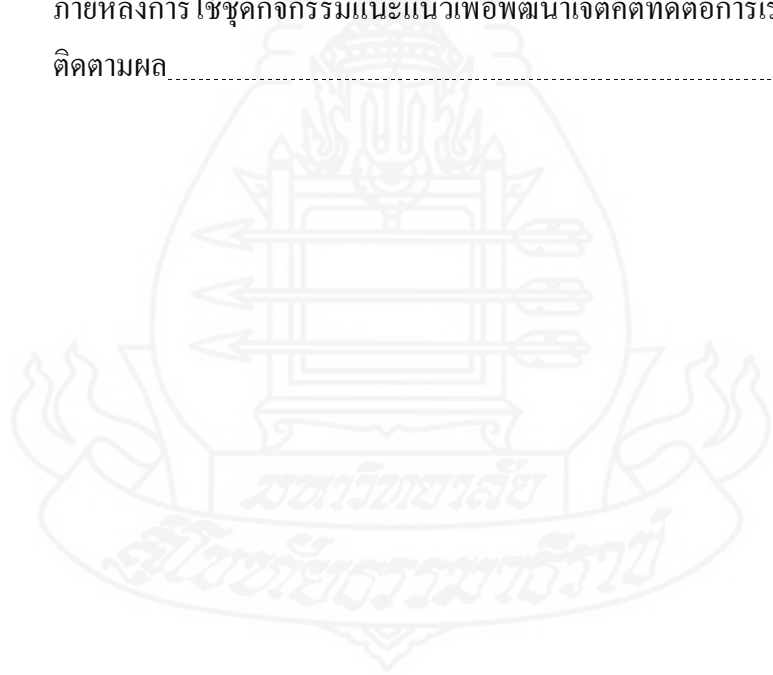 ภายหลังการใช้ชุดกิจกรรมแนะแนวเพื่อพัฒนาเจตคติที่ดีต่อการเ
ติดตามผล
มหาวิทยาลัย
สุโขทัยธรรมาธิราช